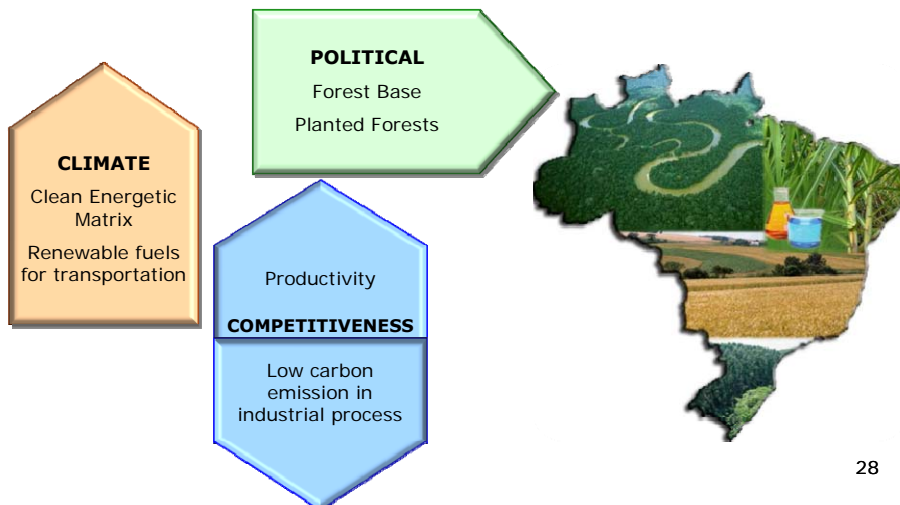 POLITICAL
Forest Base
Planted Forests
CLIMATE
Clean Energetic
Matrix
Renewable fuels
for transportation
Productivity
COMPETITIVENESS
Low carbon
emission in
industrial process
28